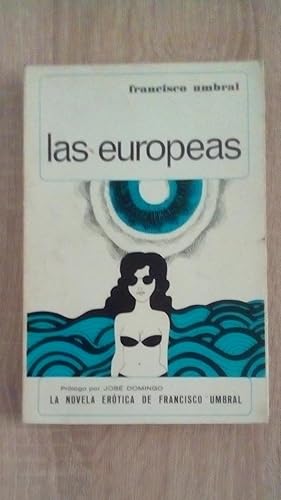 francisco umbral
las europeas
Prólogo por JOSÉ DOMINGO
LA NOVELA ERÓTICA DE FRANCISCO UMBRAL